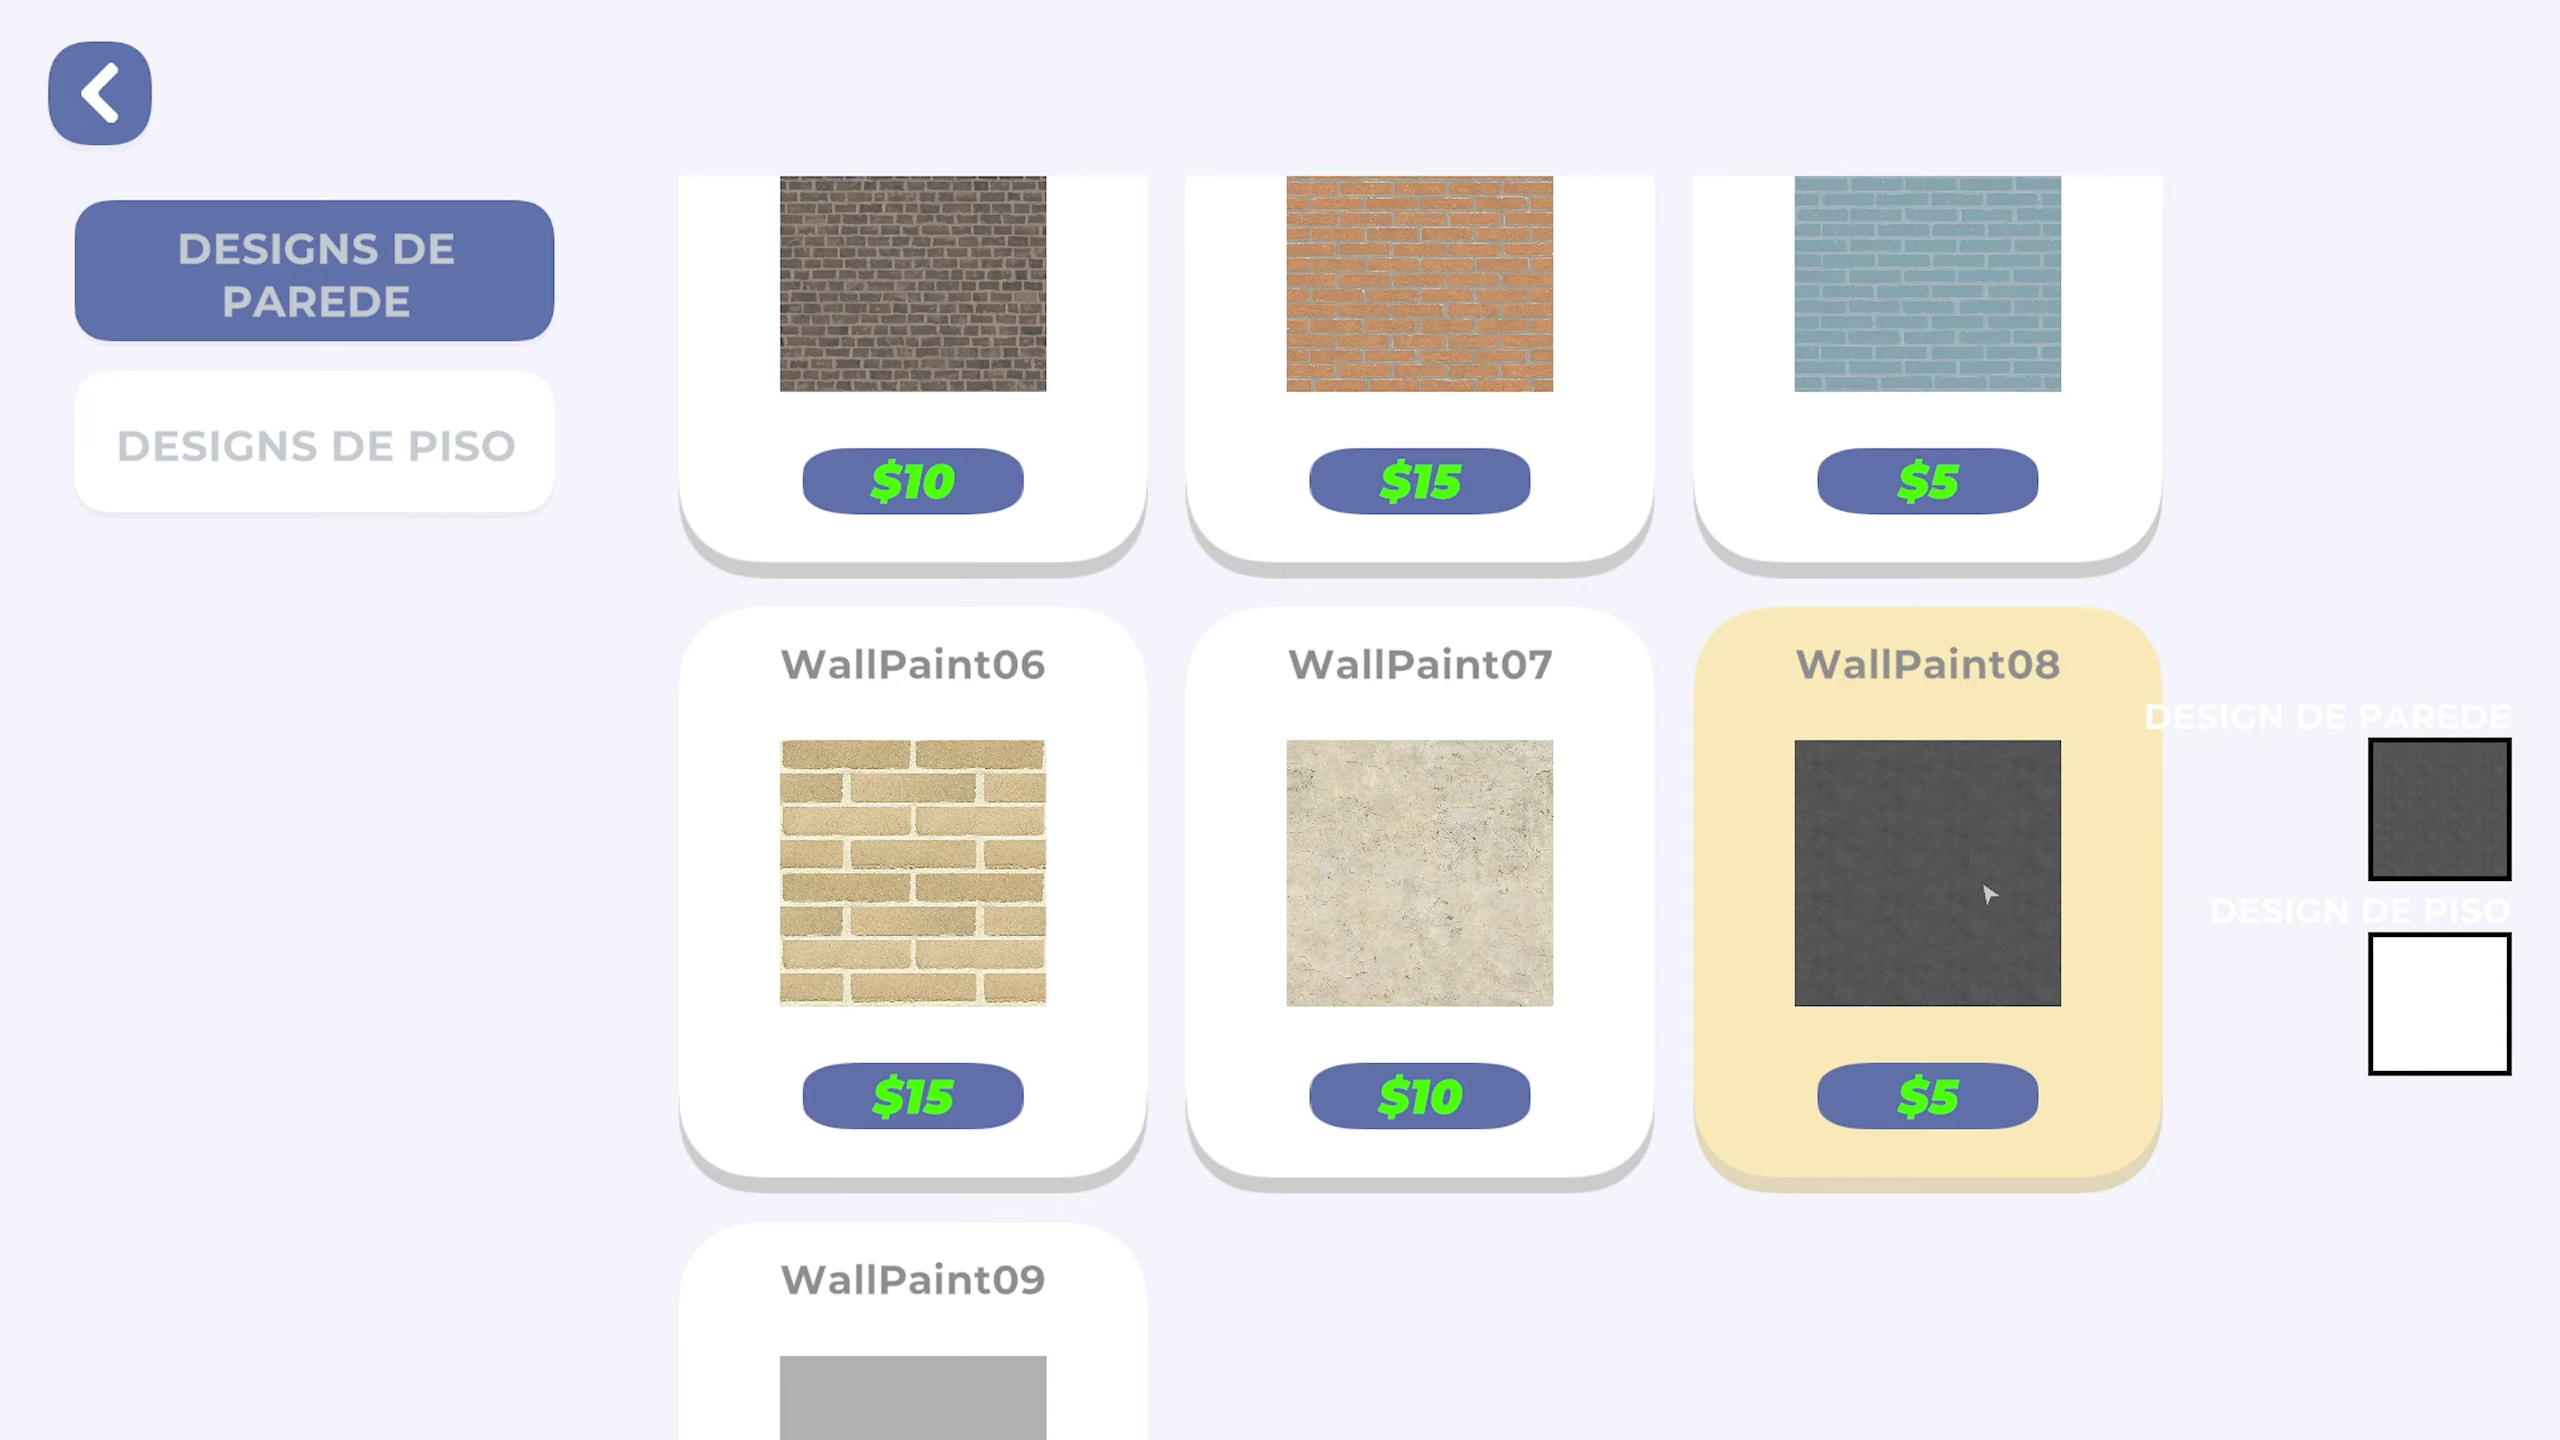 DESIGNS DE
PAREDE
DESIGNS DE PISO
$10
$15
$5
WallPaint06
WallPaint07
WallPaint08
DESIGN DE PAREDE
DESIGN DE PISO
$15
$10
$5
WallPaint09